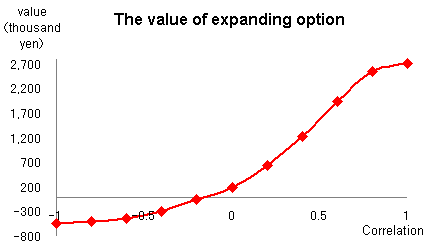 The value of expanding option
value
(thousand
yen)
2,700
2,200
1,700
1,200
700
200
−300
−800
−1
−0.5
0
0.5
1
Correlation